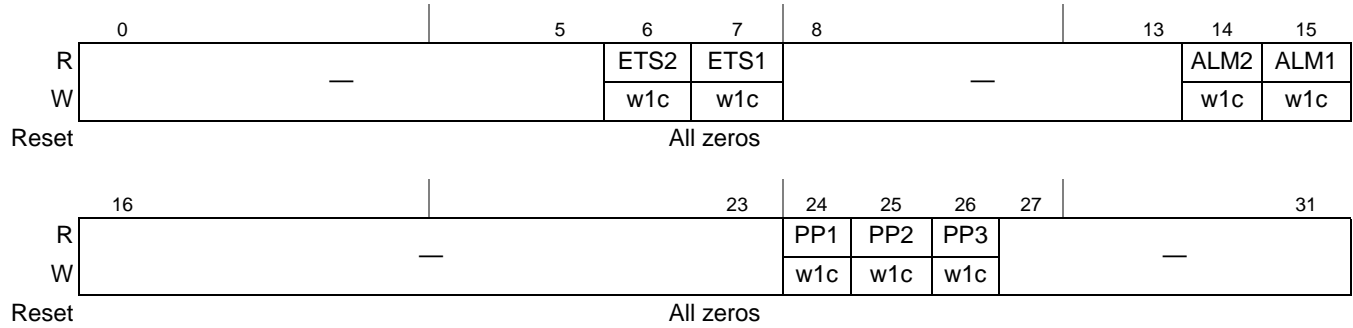 0 5 6 7 8 13 14 15
R — ETS2 ETS1 — ALM2 ALM1
W w1c w1c w1c w1c
Reset All zeros
16 23 24 25 26 27 31
R — PP1 PP2 PP3 —
W w1c w1c w1c
Reset All zeros